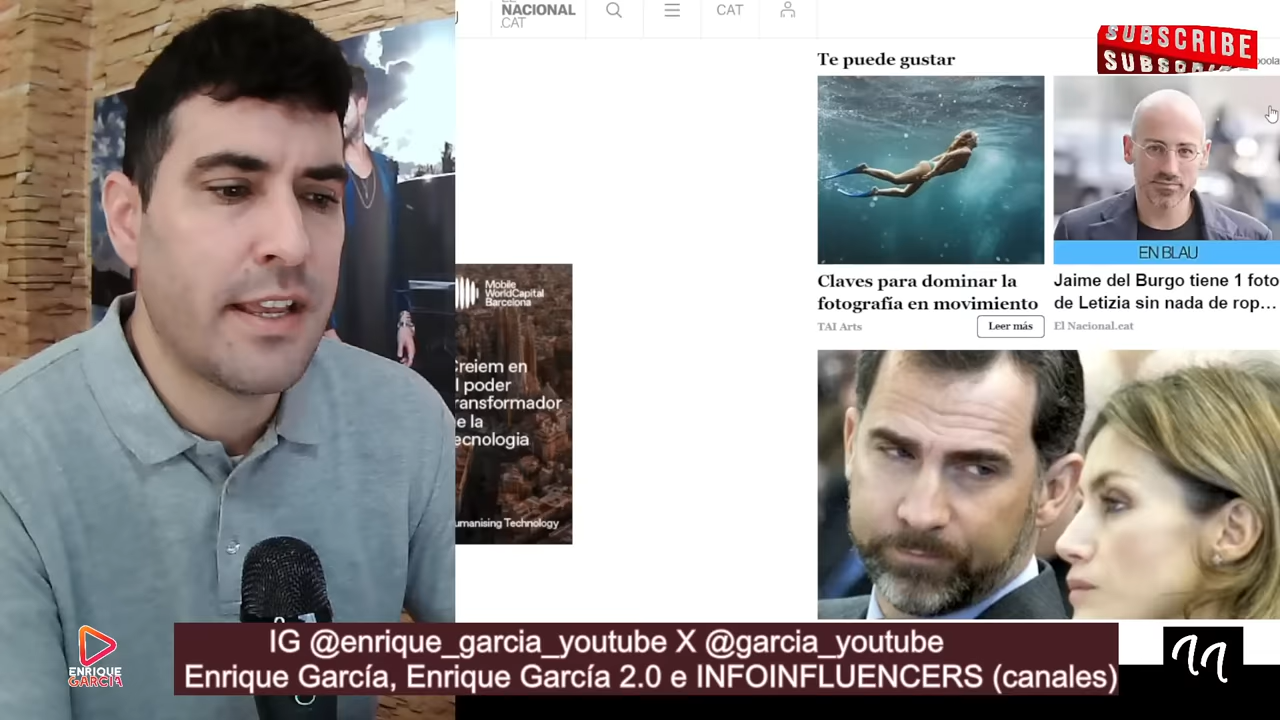 EL
NACIONAL
.CAT
CAT
SUBSCRIBE
SUBSCRIBE
Te puede gustar
EN BLAU
Claves para dominar la
fotografía en movimiento
TAI Arts
Leer más
Jaime del Burgo tiene 1 foto
de Letizia sin nada de rop…
El Nacional.cat
Mobile
WorldCapital
Barcelona
Creiem en
l poder
ransformador
e la
ecnologia
umanising Technology
IG @enrique_garcia_youtube X @garcia_youtube
Enrique García, Enrique García 2.0 e INFOINFLUENCERS (canales)
ENRIQUE
GARCÍA